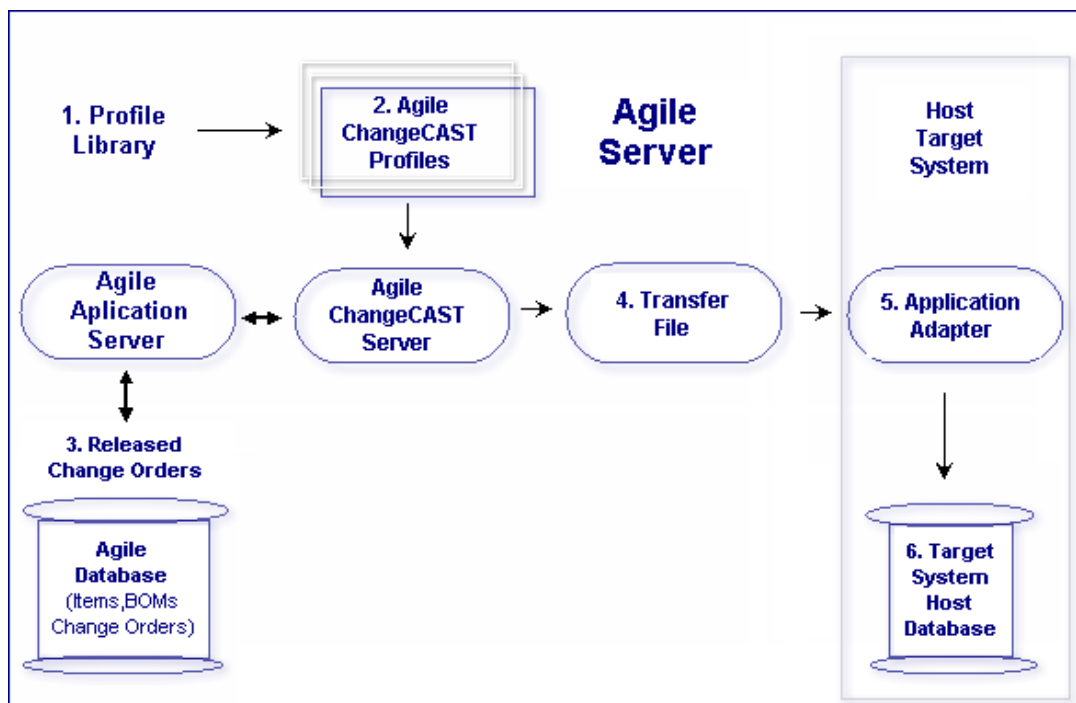 1. Profile
Library
2. Agile
ChangeCAST
Profiles
Agile
Server
Host
Target
System
Agile
Aplication
Server
Agile
ChangeCAST
Server
4. Transfer
File
5. Application
Adapter
3. Released
Change Orders
Agile
Database
(Items,BOMs
Change Orders)
6. Target
System
Host
Database